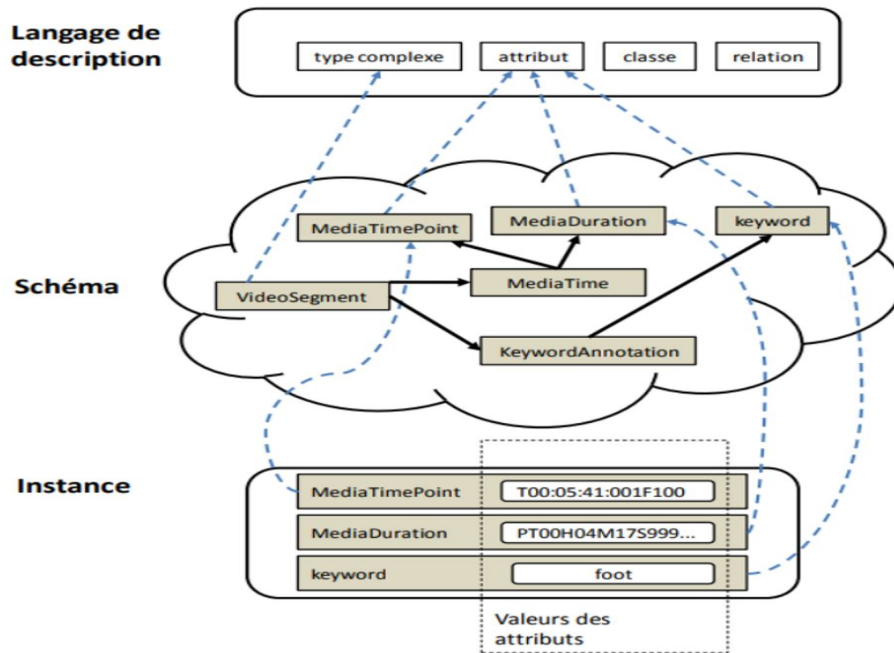 Langage de
description
type complexe
attribut
classe
relation
Schéma
MediaTimePoint
MediaDuration
keyword
VideoSegment
MediaTime
KeywordAnnotation
Instance
MediaTimePoint
T00:05:41:001F100
MediaDuration
PT00H04M17S999...
keyword
foot
Valeurs des
attributs